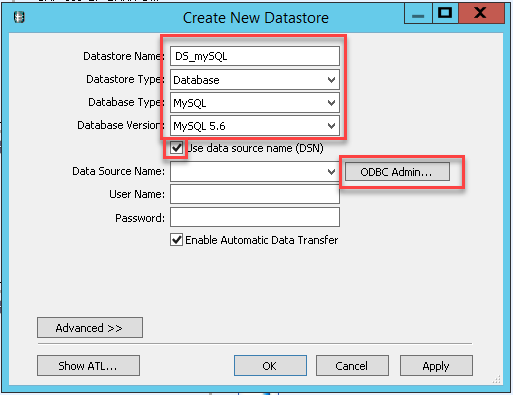 Create New Datastore
Datastore Name: DS_mySQL
Datastore Type: Database
Database Type: MySQL
Database Version: MySQL 5.6
Use data source name (DSN)
Data Source Name: ODBC Admin...
User Name:
Password:
Enable Automatic Data Transfer
Advanced >>
Show ATL... OK Cancel Apply